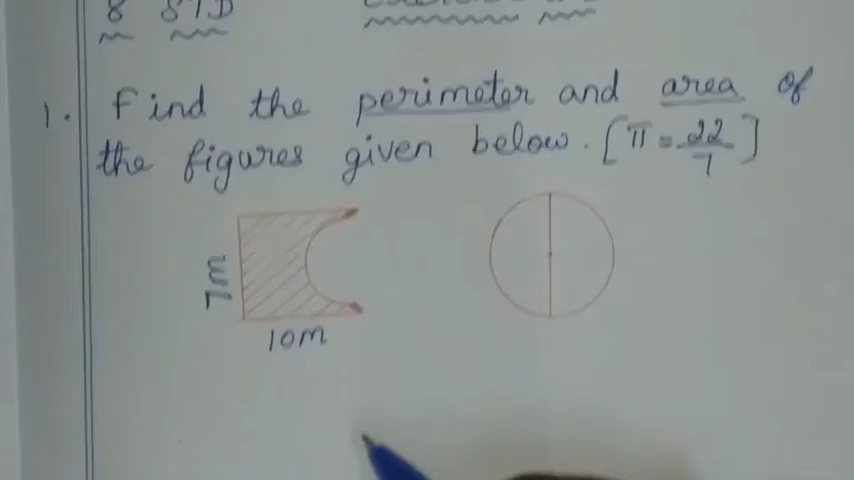 8 STD
1. Find the perimeter and area of
the figures given below. [π = 22/7]
7m
10m